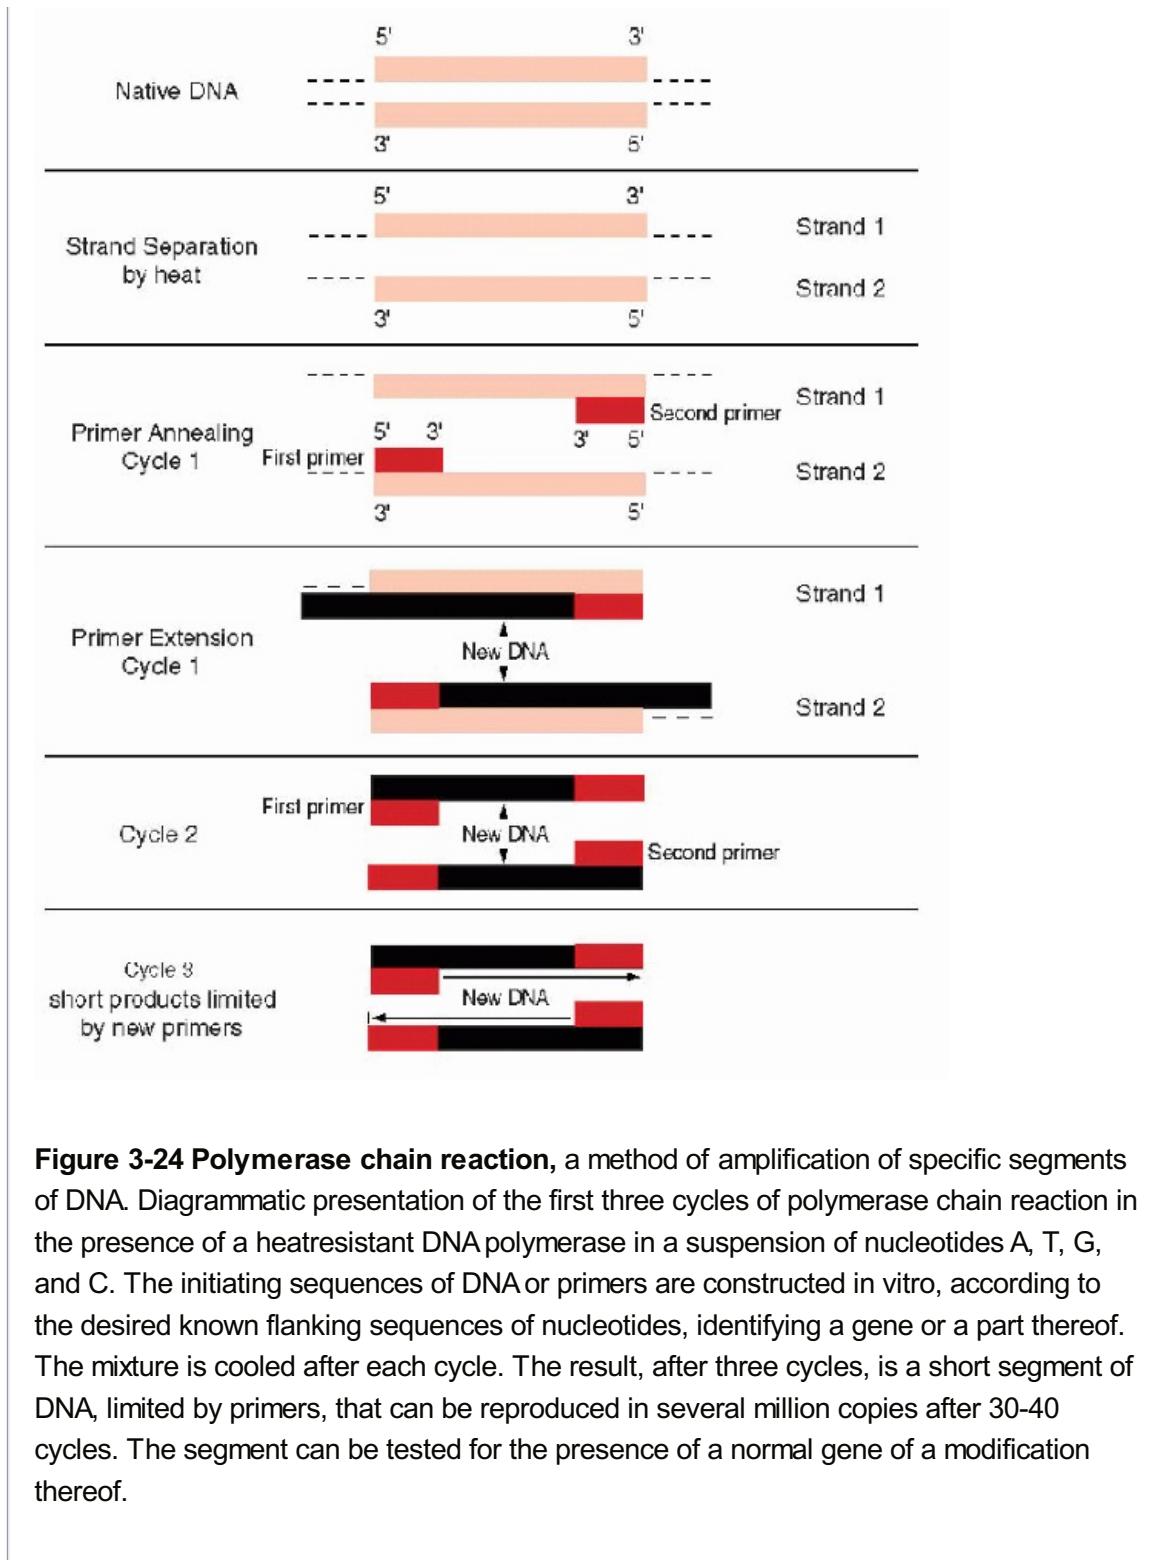 5' 3'
Native DNA
3' 5'
5' 3'
Strand 1
Strand Separation
by heat
Strand 2
3' 5'
Strand 1
Second primer
Primer Annealing
Cycle 1
5' 3' 3' 5'
First primer
Strand 2
3' 5'
Strand 1
Primer Extension
Cycle 1
New DNA
Strand 2
First primer
Cycle 2
New DNA
Second primer
Cycle 3
short products limited
by new primers
New DNA
Figure 3-24 Polymerase chain reaction, a method of amplification of specific segments
of DNA. Diagrammatic presentation of the first three cycles of polymerase chain reaction in
the presence of a heatresistant DNA polymerase in a suspension of nucleotides A, T, G,
and C. The initiating sequences of DNA or primers are constructed in vitro, according to
the desired known flanking sequences of nucleotides, identifying a gene or a part thereof.
The mixture is cooled after each cycle. The result, after three cycles, is a short segment of
DNA, limited by primers, that can be reproduced in several million copies after 30-40
cycles. The segment can be tested for the presence of a normal gene of a modification
thereof.